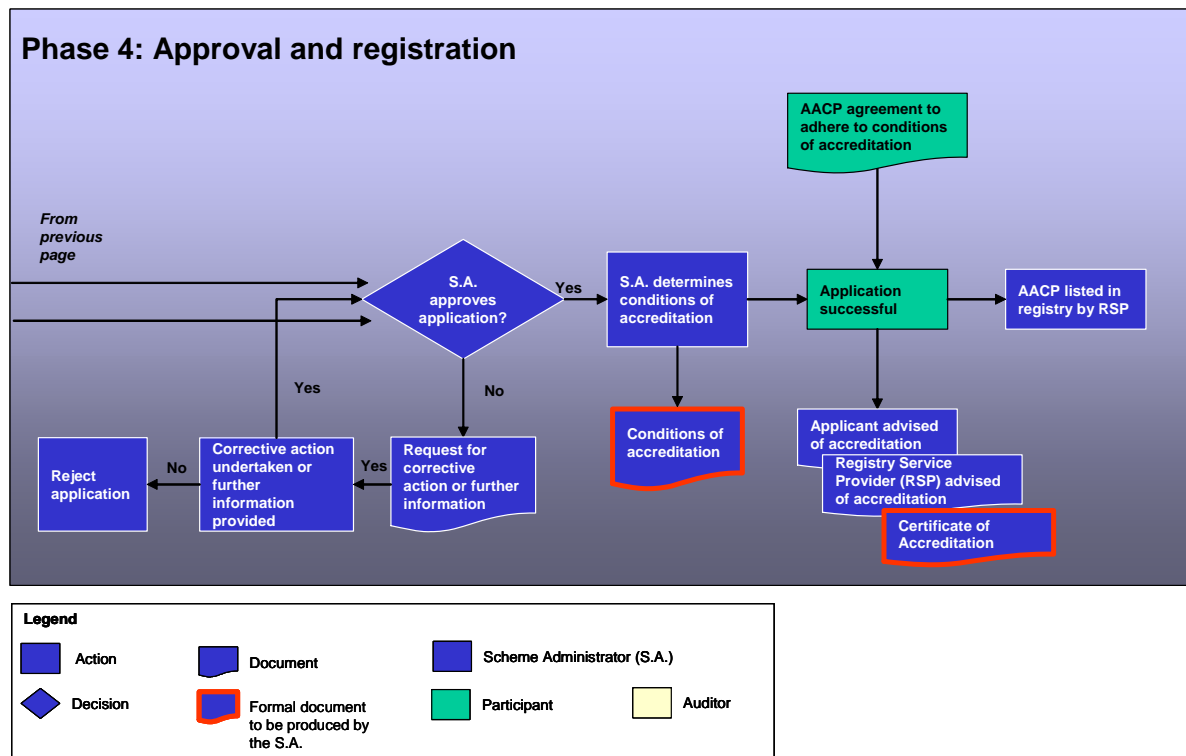 Phase 4: Approval and registration
AACP agreement to
adhere to conditions
of accreditation
From
previous
page
S.A.
approves
application?
Yes
S.A. determines
conditions of
accreditation
Application
successful
AACP listed in
registry by RSP
Yes
No
Reject
application
No
Corrective action
undertaken or
further
information
provided
Yes
Request for
corrective
action or further
information
Conditions of
accreditation
Applicant advised
of accreditation
Registry Service
Provider (RSP) advised
of accreditation
Certificate of
Accreditation
Legend
Action
Document
Scheme Administrator (S.A.)
Decision
Formal document
to be produced by
the S.A.
Participant
Auditor